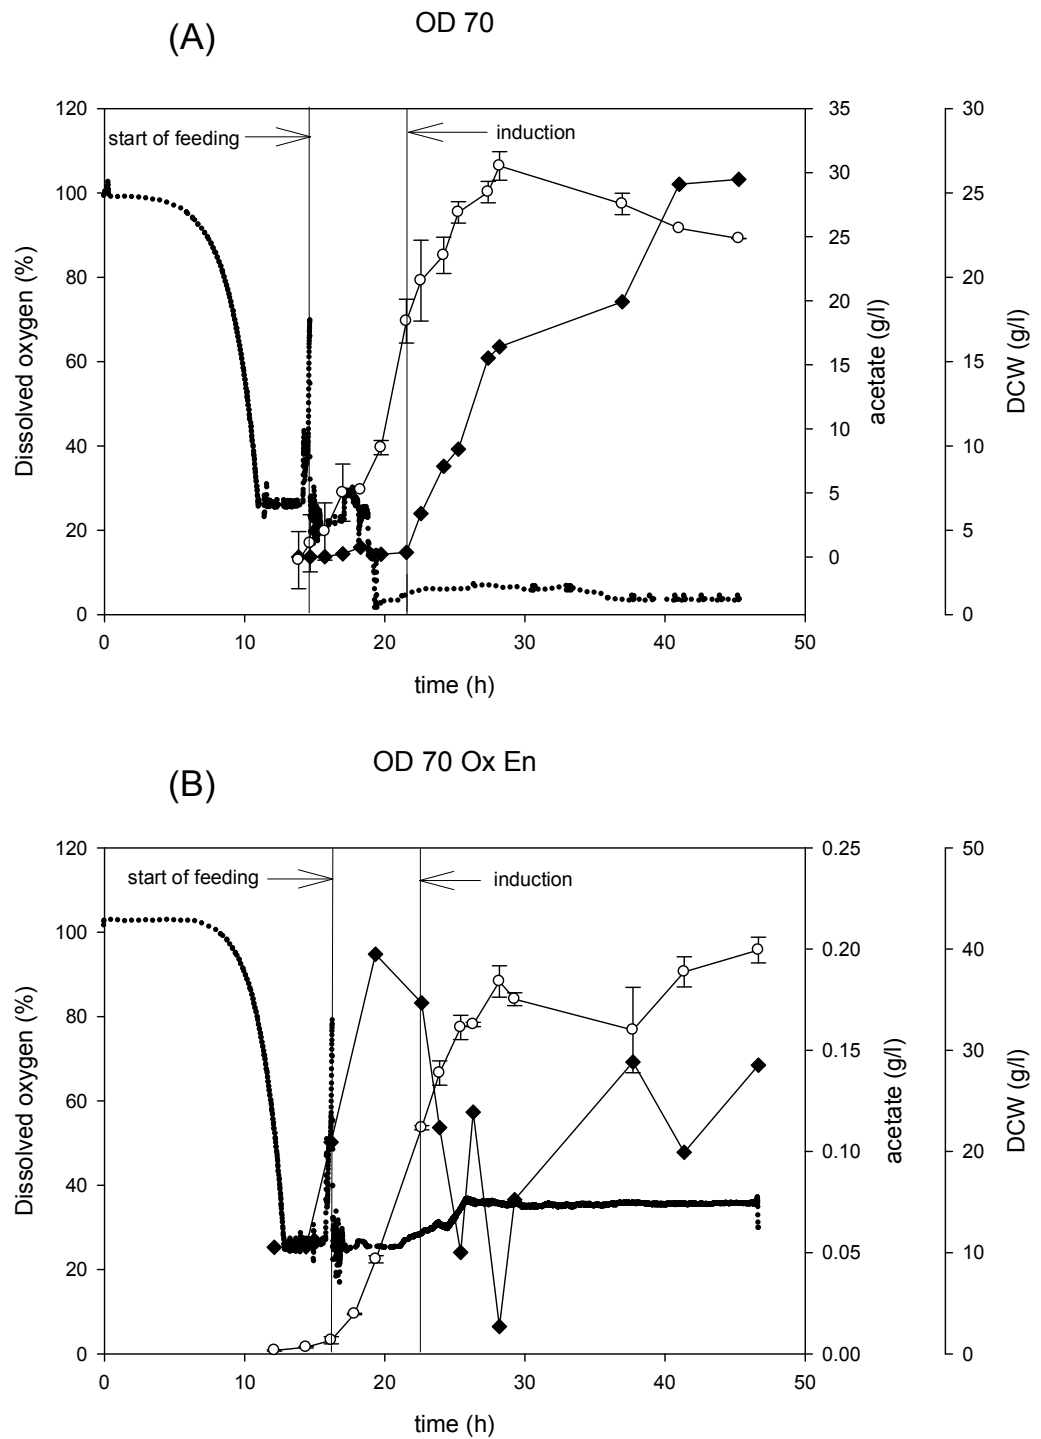 (A)
OD 70
120
100
80
60
40
20
0
Dissolved oxygen (%)
start of feeding
induction
35
30
25
20
15
10
5
0
acetate (g/l)
30
25
20
15
10
5
0
DCW (g/l)
0 10 20 30 40 50
time (h)
(B)
OD 70 Ox En
120
100
80
60
40
20
0
Dissolved oxygen (%)
start of feeding
induction
0.25
0.20
0.15
0.10
0.05
0.00
acetate (g/l)
50
40
30
20
10
0
DCW (g/l)
0 10 20 30 40 50
time (h)